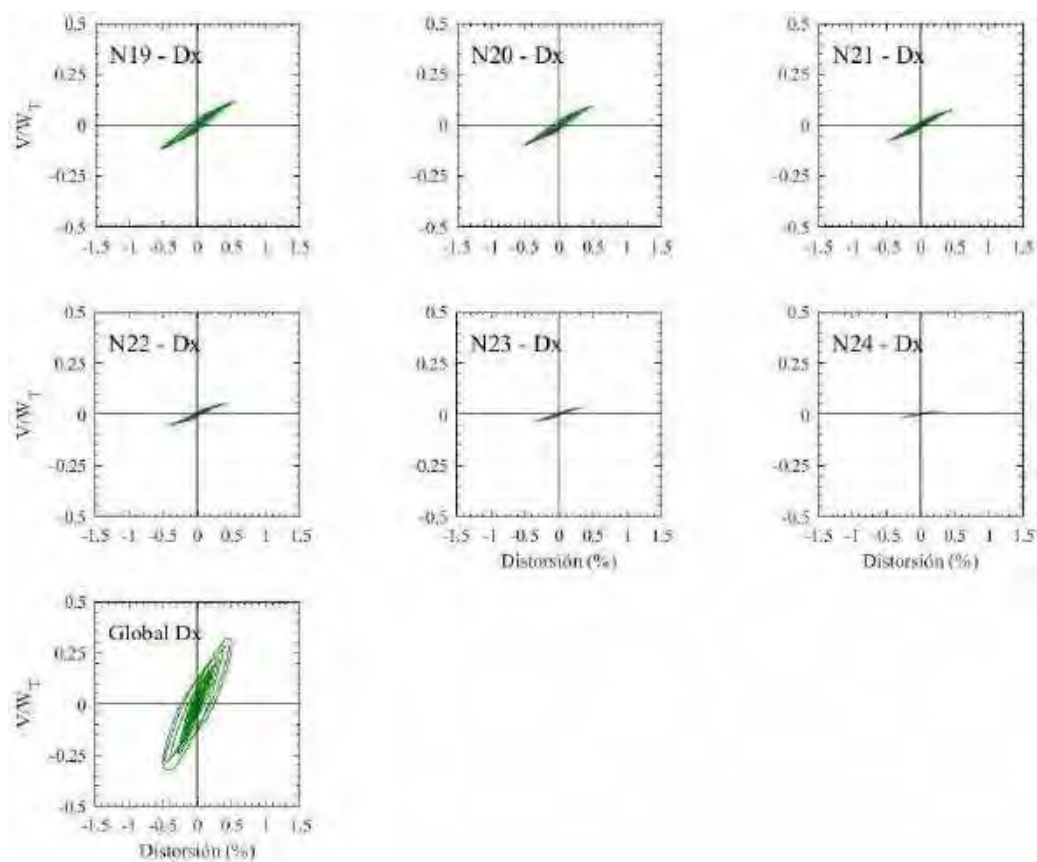 0.5 0.5 0.5
N19 - Dx N20 - Dx N21 - Dx
0.25 0.25 0.25
V/W_T 0 0 0
-0.25 -0.25 -0.25
-0.5 -0.5 -0.5
-1.5 -1 -0.5 0 0.5 1 1.5 -1.5 -1 -0.5 0 0.5 1 1.5 -1.5 -1 -0.5 0 0.5 1 1.5
0.5 0.5 0.5
N22 - Dx N23 - Dx N24 - Dx
0.25 0.25 0.25
V/W_T 0 0 0
-0.25 -0.25 -0.25
-0.5 -0.5 -0.5
-1.5 -1 -0.5 0 0.5 1 1.5 -1.5 -1 -0.5 0 0.5 1 1.5 -1.5 -1 -0.5 0 0.5 1 1.5
Distorsión (%) Distorsión (%)
0.5
Global Dx
0.25
V/W_T 0
-0.25
-0.5
-1.5 -1 -0.5 0 0.5 1 1.5
Distorsión (%)